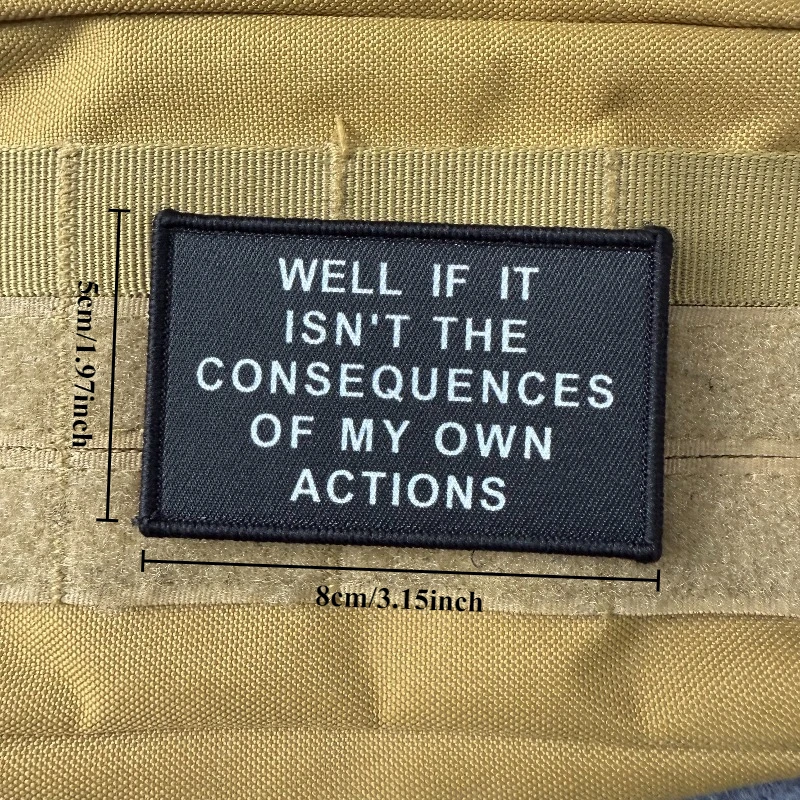 WELL IF IT
ISN'T THE
CONSEQUENCES
OF MY OWN
ACTIONS
5cm/1.97inch
8cm/3.15inch